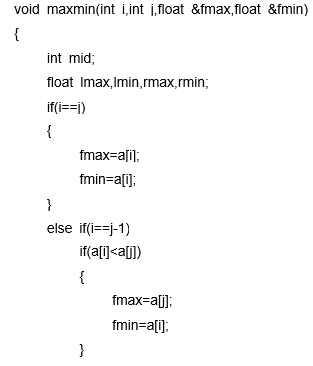 void maxmin(int i,int j,float &fmax,float &fmin)
{
int mid;
float lmax,lmin,rmax,rmin;
if(i==j)
{
fmax=a[i];
fmin=a[i];
}
else if(i==j-1)
if(a[i]<a[j])
{
fmax=a[j];
fmin=a[i];
}